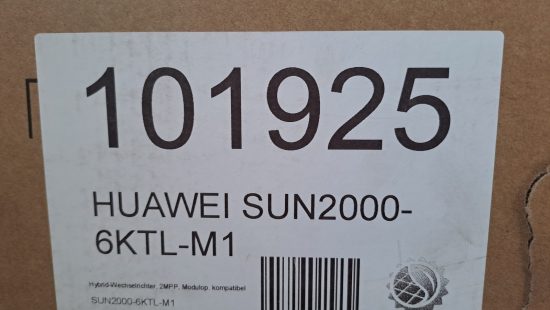 101925
HUAWEI SUN2000-
6KTL-M1
Hybrid-Wechselrichter, 2MPP, Modulop. kompatibel
SUN2000-6KTL-M1